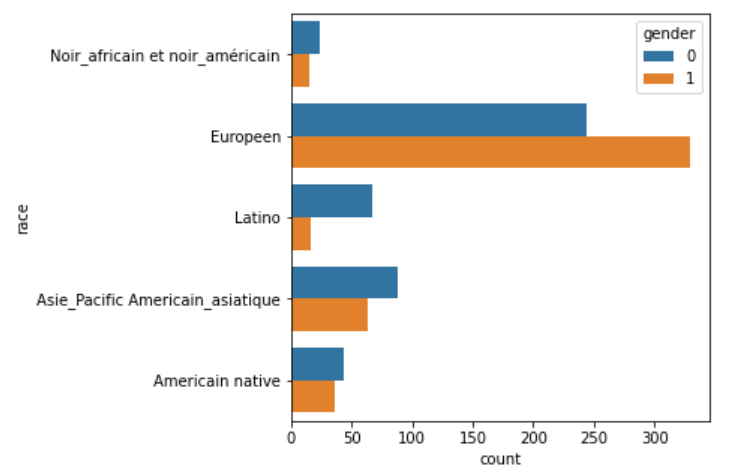 gender
0
1
Noir_africain et noir_américain
Europeen
Latino
Asie_Pacific Americain_asiatique
Americain native
race
0 50 100 150 200 250 300
count